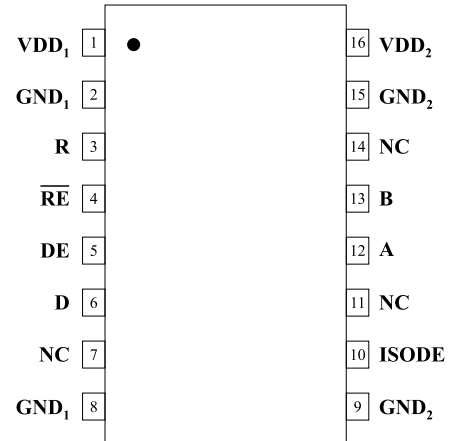 VDD₁ 1 16 VDD₂
GND₁ 2 15 GND₂
R 3 14 NC
R̅E̅ 4 13 B
DE 5 12 A
D 6 11 NC
NC 7 10 ISODE
GND₁ 8 9 GND₂